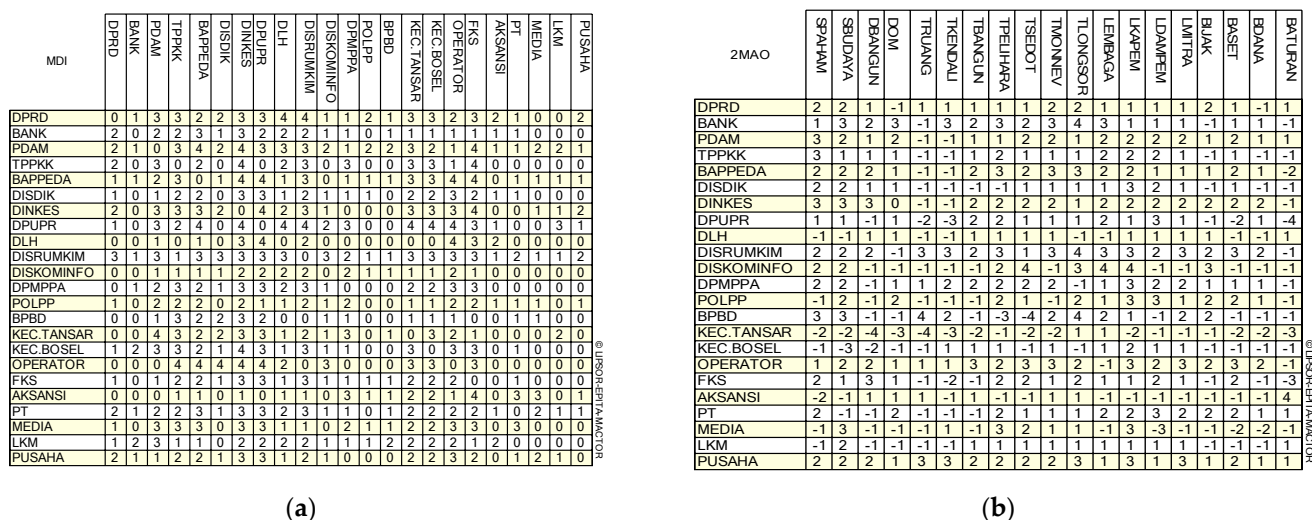 MDI DPRD BANK PDAM TPPKK BAPPEDA DISDIK DINKES DPUPR DLH DISRUMKIM DISKOMINFO DPMPPA POLPP BPBD KEC.TANSAR KEC.BOSEL OPERATOR FKS AKSANSI PT MEDIA LKM PUSAHA
DPRD 0 1 3 3 2 2 3 3 4 4 1 1 2 1 3 3 2 3 2 1 0 0 2
BANK 2 0 2 2 3 1 3 2 2 2 1 0 1 1 1 1 1 1 1 1 0 0 0
PDAM 2 1 0 3 4 2 4 3 3 3 2 1 2 2 3 2 1 4 1 1 2 2 1
TPPKK 2 0 3 0 2 0 4 0 2 3 0 3 0 0 3 3 1 4 0 0 0 0 0
BAPPEDA 1 1 2 3 0 1 4 4 1 3 0 1 1 1 3 3 4 4 0 1 1 1 1
DISDIK 1 0 1 2 2 0 3 3 1 2 1 1 1 0 2 2 3 2 1 1 0 0 0
DINKES 2 0 3 3 3 2 0 4 2 3 1 0 0 0 3 3 3 4 0 0 1 1 2
DPUPR 1 0 3 2 4 0 4 0 4 4 2 3 0 0 4 4 4 3 1 0 0 3 1
DLH 0 0 1 0 1 0 3 4 0 2 0 0 0 0 0 0 4 3 2 0 0 0 0
DISRUMKIM 3 1 3 1 3 3 3 3 3 0 3 2 1 1 3 3 3 3 1 2 1 1 2
DISKOMINFO 0 0 1 1 1 1 2 2 2 2 0 2 1 1 1 1 2 1 0 0 0 0 0
DPMPPA 0 1 2 3 2 1 3 3 2 3 1 0 0 0 2 2 3 3 0 0 0 0 0
POLPP 1 0 2 2 2 0 2 1 1 2 1 2 0 0 1 1 2 2 1 1 1 0 1
BPBD 0 0 1 3 2 2 3 2 0 0 1 1 0 0 1 1 1 0 0 0 0 0 0
KEC.TANSAR 0 0 4 3 2 2 3 3 1 2 1 3 0 1 0 3 2 1 0 0 0 2 0
KEC.BOSEL 1 2 3 3 2 1 4 3 1 3 1 1 0 0 3 0 3 3 0 1 0 0 0
OPERATOR 0 0 0 4 4 4 4 4 2 0 3 0 0 0 3 3 0 3 0 0 0 0 0
FKS 1 0 1 2 2 1 3 3 1 3 1 1 1 1 2 2 2 0 0 1 0 0 0
AKSANSI 0 0 0 1 1 0 1 0 1 1 0 3 1 1 2 2 1 4 0 3 3 0 1
PT 2 1 2 2 3 1 3 3 2 3 1 1 0 1 2 2 2 2 1 0 2 1 1
MEDIA 1 0 3 3 3 0 3 3 1 1 0 2 1 1 2 2 3 3 0 3 0 0 0
LKM 1 2 3 1 1 0 2 2 2 2 1 1 1 2 2 2 2 1 2 0 0 0 0
PUSAHA 2 1 1 2 2 1 3 3 1 2 1 0 0 0 2 2 3 2 0 1 2 1 0
© LIPSOR-EPITA-MACTOR
(a)
2MAO SPAHAM SBUDAYA DBANGUN DOM TRUANG TKENDALI TBANGUN TPELIHARA TSEDOT TMONNEV TLONGSOR LEMBAGA LKAPEM LDAMPEM LMITRA BIJAK BASET BDANA BATURAN
DPRD 2 2 1 -1 1 1 1 1 1 2 2 1 1 1 1 2 1 -1 1
BANK 1 3 2 3 -1 3 2 3 2 3 4 3 1 1 1 -1 1 1 -1
PDAM 3 2 1 2 -1 -1 1 1 2 2 1 2 2 2 2 1 2 1 1
TPPKK 3 1 1 1 -1 -1 1 2 1 1 1 2 2 2 1 -1 1 -1 -1
BAPPEDA 2 2 2 1 -1 -1 2 3 2 3 3 2 2 1 1 1 2 1 -2
DISDIK 2 2 1 1 -1 -1 -1 1 -1 1 1 1 3 2 1 -1 1 -1 -1
DINKES 3 3 3 0 -1 -1 2 2 2 2 1 2 2 2 2 2 2 2 -1
DPUPR 1 1 -1 1 -2 -3 2 2 1 1 1 2 1 3 1 -1 -2 1 -4
DLH -1 -1 1 1 -1 1 1 1 1 1 -1 -1 1 1 1 1 -1 -1 1
DISRUMKIM 2 2 2 -1 3 3 2 3 1 3 4 3 3 2 3 2 3 2 -1
DISKOMINFO 2 2 -1 -1 -1 -1 -1 2 4 -1 3 4 4 -1 -1 3 -1 -1 -1
DPMPPA 2 2 -1 -1 1 1 2 2 2 2 2 -1 1 3 2 2 1 1 -1
POLPP -1 2 -1 2 -1 -1 -1 2 1 -1 2 1 3 3 1 2 2 1 -1
BPBD 3 3 -1 -1 4 2 -1 -3 -4 2 4 2 1 -1 2 2 -1 -1 -1
KEC.TANSAR -2 -2 -4 -3 -4 -3 -2 -1 -2 -2 1 1 -2 -1 -1 -1 -2 -2 -3
KEC.BOSEL -1 -3 -2 -1 -1 1 1 1 -1 1 -1 1 2 1 1 -1 -1 -1 -1
OPERATOR 1 2 2 1 1 1 3 2 3 3 2 -1 3 2 3 2 3 2 -1
FKS 2 1 3 1 -1 -2 -1 2 2 1 2 1 1 2 1 -1 2 -1 -3
AKSANSI -2 -1 1 1 1 -1 1 -1 -1 1 1 -1 -1 -1 -1 -1 -1 -1 4
PT 2 -1 -1 2 -1 -1 -1 2 1 1 1 2 2 3 2 2 2 1 1
MEDIA -1 3 -1 -1 -1 1 -1 3 2 1 1 -1 3 -3 -1 -1 -2 -2 -1
LKM -1 2 -1 -1 -1 1 1 1 1 1 1 1 1 1 1 -1 -1 -1 1
PUSAHA 2 2 2 1 3 3 2 2 2 2 3 1 3 1 3 1 2 1 1
© LIPSOR-EPITA-MACTOR
(b)